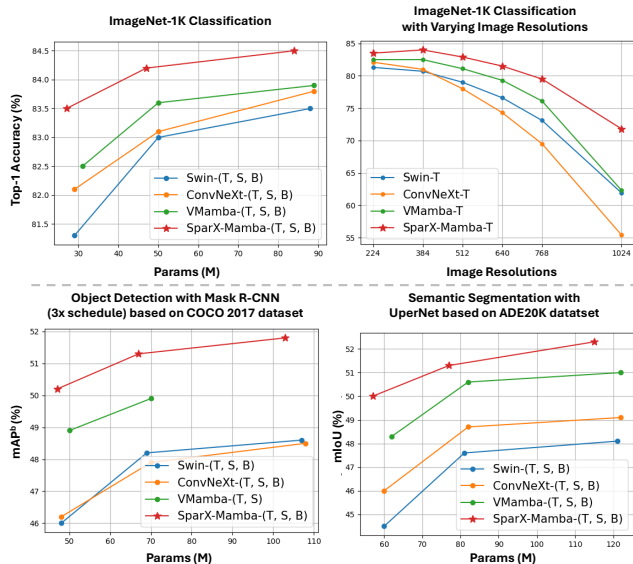 ImageNet-1K Classification
84.5
84.0
83.5
83.0
82.5
82.0
81.5
Top-1 Accuracy (%)
Swin-(T, S, B)
ConvNeXt-(T, S, B)
VMamba-(T, S, B)
SparX-Mamba-(T, S, B)
30
40
50
60
70
80
90
Params (M)
ImageNet-1K Classification
with Varying Image Resolutions
85
80
75
70
65
60
55
Swin-T
ConvNeXt-T
VMamba-T
SparX-Mamba-T
224
384
512
640
768
1024
Image Resolutions
Object Detection with Mask R-CNN
(3x schedule) based on COCO 2017 dataset
52
51
50
49
48
47
46
mAPᵇ (%)
Swin-(T, S, B)
ConvNeXt-(T, S, B)
VMamba-(T, S)
SparX-Mamba-(T, S, B)
50
60
70
80
90
100
110
Params (M)
Semantic Segmentation with
UperNet based on ADE20K datdset
52
51
50
49
48
47
46
45
mIoU (%)
Swin-(T, S, B)
ConvNeXt-(T, S, B)
VMamba-(T, S, B)
SparX-Mamba-(T, S, B)
60
70
80
90
100
110
120
Params (M)